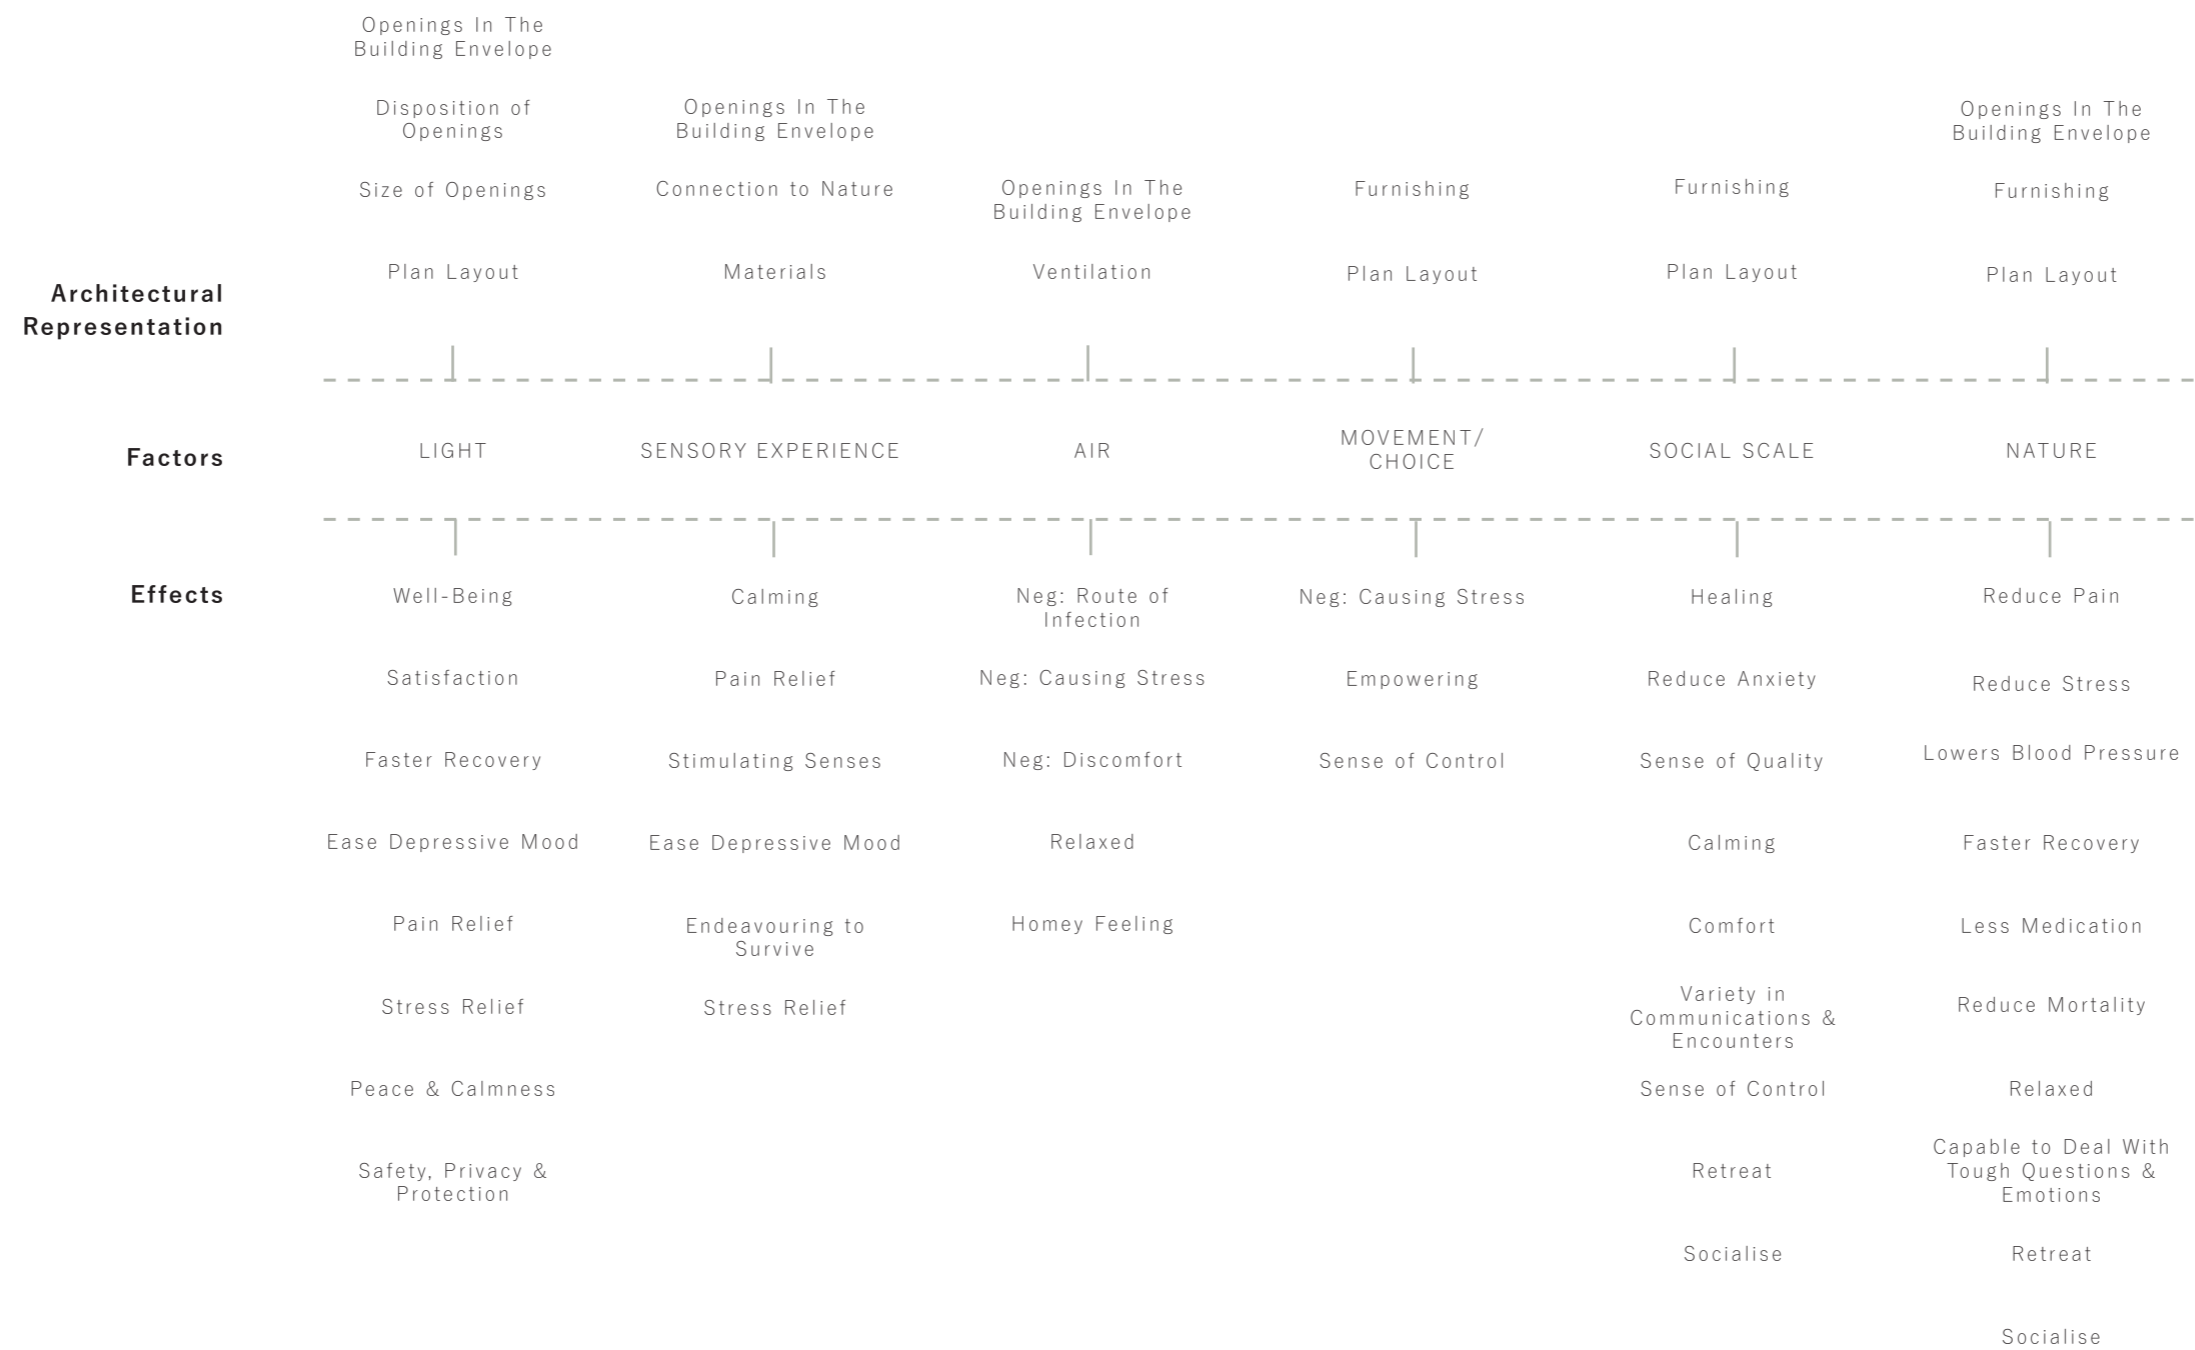 Architectural
Representation
Openings In The
Building Envelope
Disposition of
Openings
Size of Openings
Plan Layout
Openings In The
Building Envelope
Connection to Nature
Materials
Openings In The
Building Envelope
Ventilation
Furnishing
Plan Layout
Furnishing
Plan Layout
Openings In The
Building Envelope
Furnishing
Plan Layout
Factors
LIGHT
SENSORY EXPERIENCE
AIR
MOVEMENT/
CHOICE
SOCIAL SCALE
NATURE
Effects
Well-Being
Satisfaction
Faster Recovery
Ease Depressive Mood
Pain Relief
Stress Relief
Peace & Calmness
Safety, Privacy &
Protection
Calming
Pain Relief
Stimulating Senses
Ease Depressive Mood
Endeavouring to
Survive
Stress Relief
Neg: Route of
Infection
Neg: Causing Stress
Neg: Discomfort
Relaxed
Homey Feeling
Neg: Causing Stress
Empowering
Sense of Control
Healing
Reduce Anxiety
Sense of Quality
Calming
Comfort
Variety in
Communications &
Encounters
Sense of Control
Retreat
Socialise
Reduce Pain
Reduce Stress
Lowers Blood Pressure
Faster Recovery
Less Medication
Reduce Mortality
Relaxed
Capable to Deal With
Tough Questions &
Emotions
Retreat
Socialise